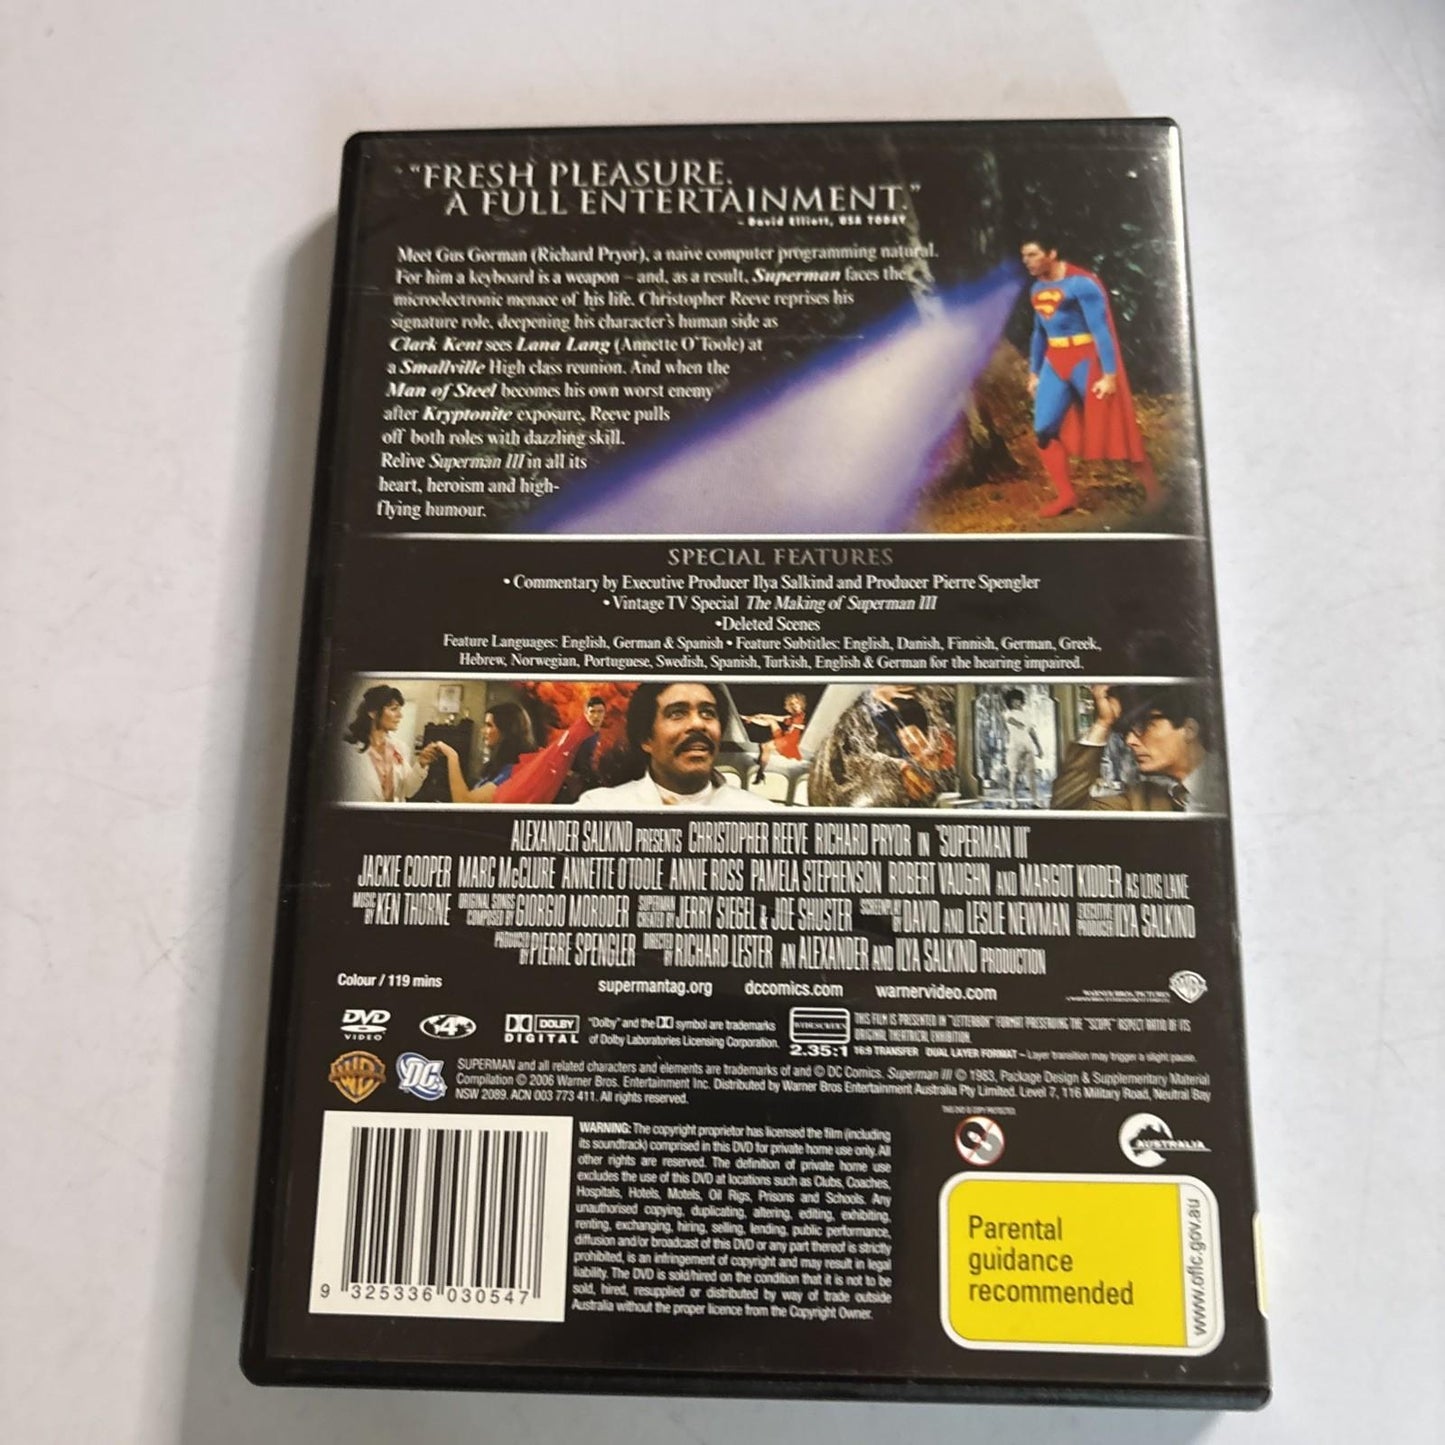 "FRESH PLEASURE.
A FULL ENTERTAINMENT."
- David Elliott, USA TODAY
Meet Gus Gorman (Richard Pryor), a naive computer programming natural.
For him a keyboard is a weapon – and, as a result, Superman faces the
microelectronic menace of his life. Christopher Reeve reprises his
signature role, deepening his character's human side as
Clark Kent sees Lana Lang (Annette O'Toole) at
a Smallville High class reunion. And when the
Man of Steel becomes his own worst enemy
after Kryptonite exposure, Reeve pulls
off both roles with dazzling skill.
Relive Superman III in all its
heart, heroism and high-
flying humour.
SPECIAL FEATURES
• Commentary by Executive Producer Ilya Salkind and Producer Pierre Spengler
• Vintage TV Special The Making of Superman III
•Deleted Scenes
Feature Languages: English, German & Spanish • Feature Subtitles: English, Danish, Finnish, German, Greek,
Hebrew, Norwegian, Portuguese, Swedish, Spanish, Turkish, English & German for the hearing impaired.
ALEXANDER SALKIND PRESENTS CHRISTOPHER REEVE RICHARD PRYOR IN "SUPERMAN III"
JACKIE COOPER MARC McCLURE ANNETTE O'TOOLE ANNIE ROSS PAMELA STEPHENSON ROBERT VAUGHN AND MARGOT KIDDER AS LOIS LANE
MUSIC BY KEN THORNE ORIGINAL SONGS COMPOSED BY GIORGIO MORODER SUPERMAN CREATED BY JERRY SIEGEL & JOE SHUSTER SCREENPLAY BY DAVID AND LESLIE NEWMAN EXECUTIVE PRODUCER ILYA SALKIND
PRODUCED BY PIERRE SPENGLER DIRECTED BY RICHARD LESTER AN ALEXANDER AND ILYA SALKIND PRODUCTION
Colour / 119 mins
supermantag.org dccomics.com warnervideo.com
WARNER BROS. PICTURES
DVD VIDEO
4
DOLBY DIGITAL
"Dolby" and the symbol are trademarks
of Dolby Laboratories Licensing Corporation.
WIDESCREEN
2.35:1
THIS FILM IS PRESENTED IN "LETTERBOX" FORMAT PRESERVING THE "SCOPE" ASPECT RATIO OF ITS
ORIGINAL THEATRICAL EXHIBITION.
16:9 TRANSFER DUAL LAYER FORMAT – Layer transition may trigger a slight pause.
WB
DC
SUPERMAN and all related characters and elements are trademarks of and © DC Comics. Superman III © 1983, Package Design & Supplementary Material
Compilation © 2006 Warner Bros. Entertainment Inc. Distributed by Warner Bros Entertainment Australia Pty Limited. Level 7, 116 Military Road, Neutral Bay
NSW 2089. ACN 003 773 411. All rights reserved.
WARNING: The copyright proprietor has licensed the film (including
its soundtrack) comprised in this DVD for private home use only. All
other rights are reserved. The definition of private home use
excludes the use of this DVD at locations such as Clubs, Coaches,
Hospitals, Hotels, Motels, Oil Rigs, Prisons and Schools. Any
unauthorised copying, duplicating, altering, editing, exhibiting,
renting, exchanging, hiring, selling, lending, public performance,
diffusion and/or broadcast of this DVD or any part thereof is strictly
prohibited, is an infringement of copyright and may result in legal
liability. The DVD is sold/hired on the condition that it is not to be
sold, hired, resupplied or distributed by way of trade outside
Australia without the proper licence from the Copyright Owner.
9 325336 030547
THIS DVD IS COPY PROTECTED
AUSTRALIA
Parental
guidance
recommended
www.oflc.gov.au